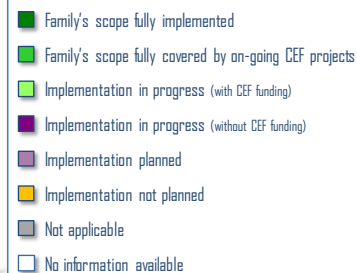 Family's scope fully implemented
Family's scope fully covered by on-going CEF projects
Implementation in progress (with CEF funding)
Implementation in progress (without CEF funding)
Implementation planned
Implementation not planned
Not applicable
No information available